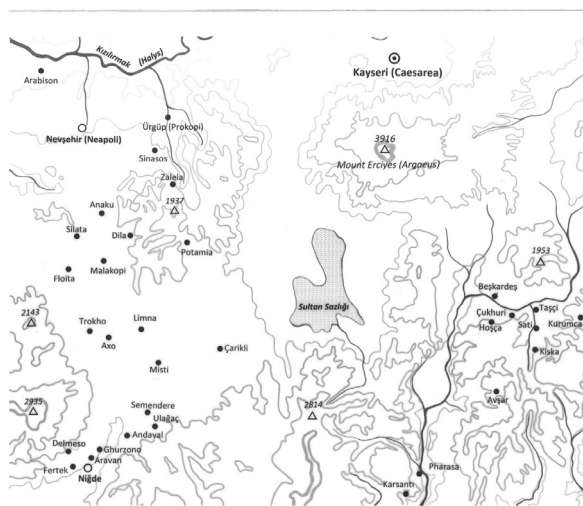 Kızılırmak (Halys)
Kayseri (Caesarea)
Arabison
Ürgüp (Prokopi)
Nevşehir (Neapoli)
3916
Sinasos
Mount Erciyes (Argaeus)
Zalela
1937
Anaku
Silata
Dila
Potamia
1953
Malakopi
Floïta
Beşkardeş
Sultan Sazlığı
Taşçi
Çukhuri
2143
Hoşça
Sati
Kurumca
Trokho
Limna
Axo
Çarikli
Kiska
Misti
Avşar
2935
Semendere
2814
Ulağaç
Andaval
Delmeso
Ghurzono
Aravan
Fertek
Niğde
Pharasa
Karsantı